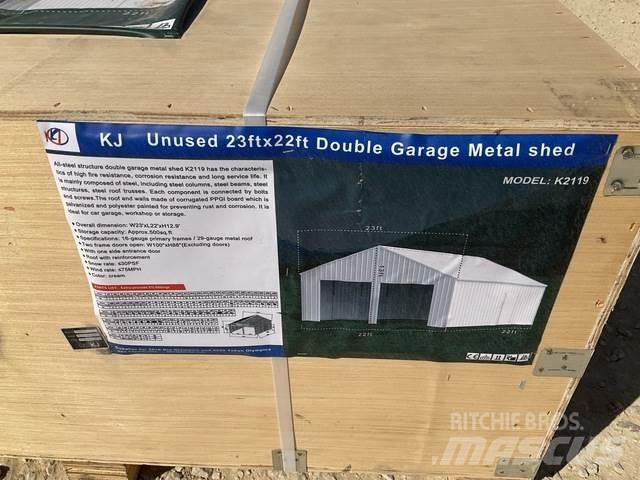 KJ Unused 23ftx22ft Double Garage Metal shed
MODEL: K2119
All-steel structure double garage metal shed K2119 has the characteris-
tics of high fire resistance, corrosion resistance and long service life. It
is mainly composed of steel, including steel columns, steel beams, steel
structures, steel roof trusses. Each component is connected by bolts
and screws.The roof and walls made of corrugated PPGI board which is
galvanized and polyester painted for preventing rust and corrosion. It is
ideal for car garage, workshop or storage.
Overall dimension: W23'xL22'xH12.9'
Storage capacity: Approx.500sq.ft
Specifications: 16-gauge primary frames / 29-gauge metal roof
Two frame doors open: W100"xH86"(Excluding doors)
With one side entrance door
Roof with reinforcement
Snow rate: ≤30PSF
Wind rate: ≤75MPH
Color: cream
23ft
13ft
22ft
22ft
RITCHIE BROS.
MASCUS